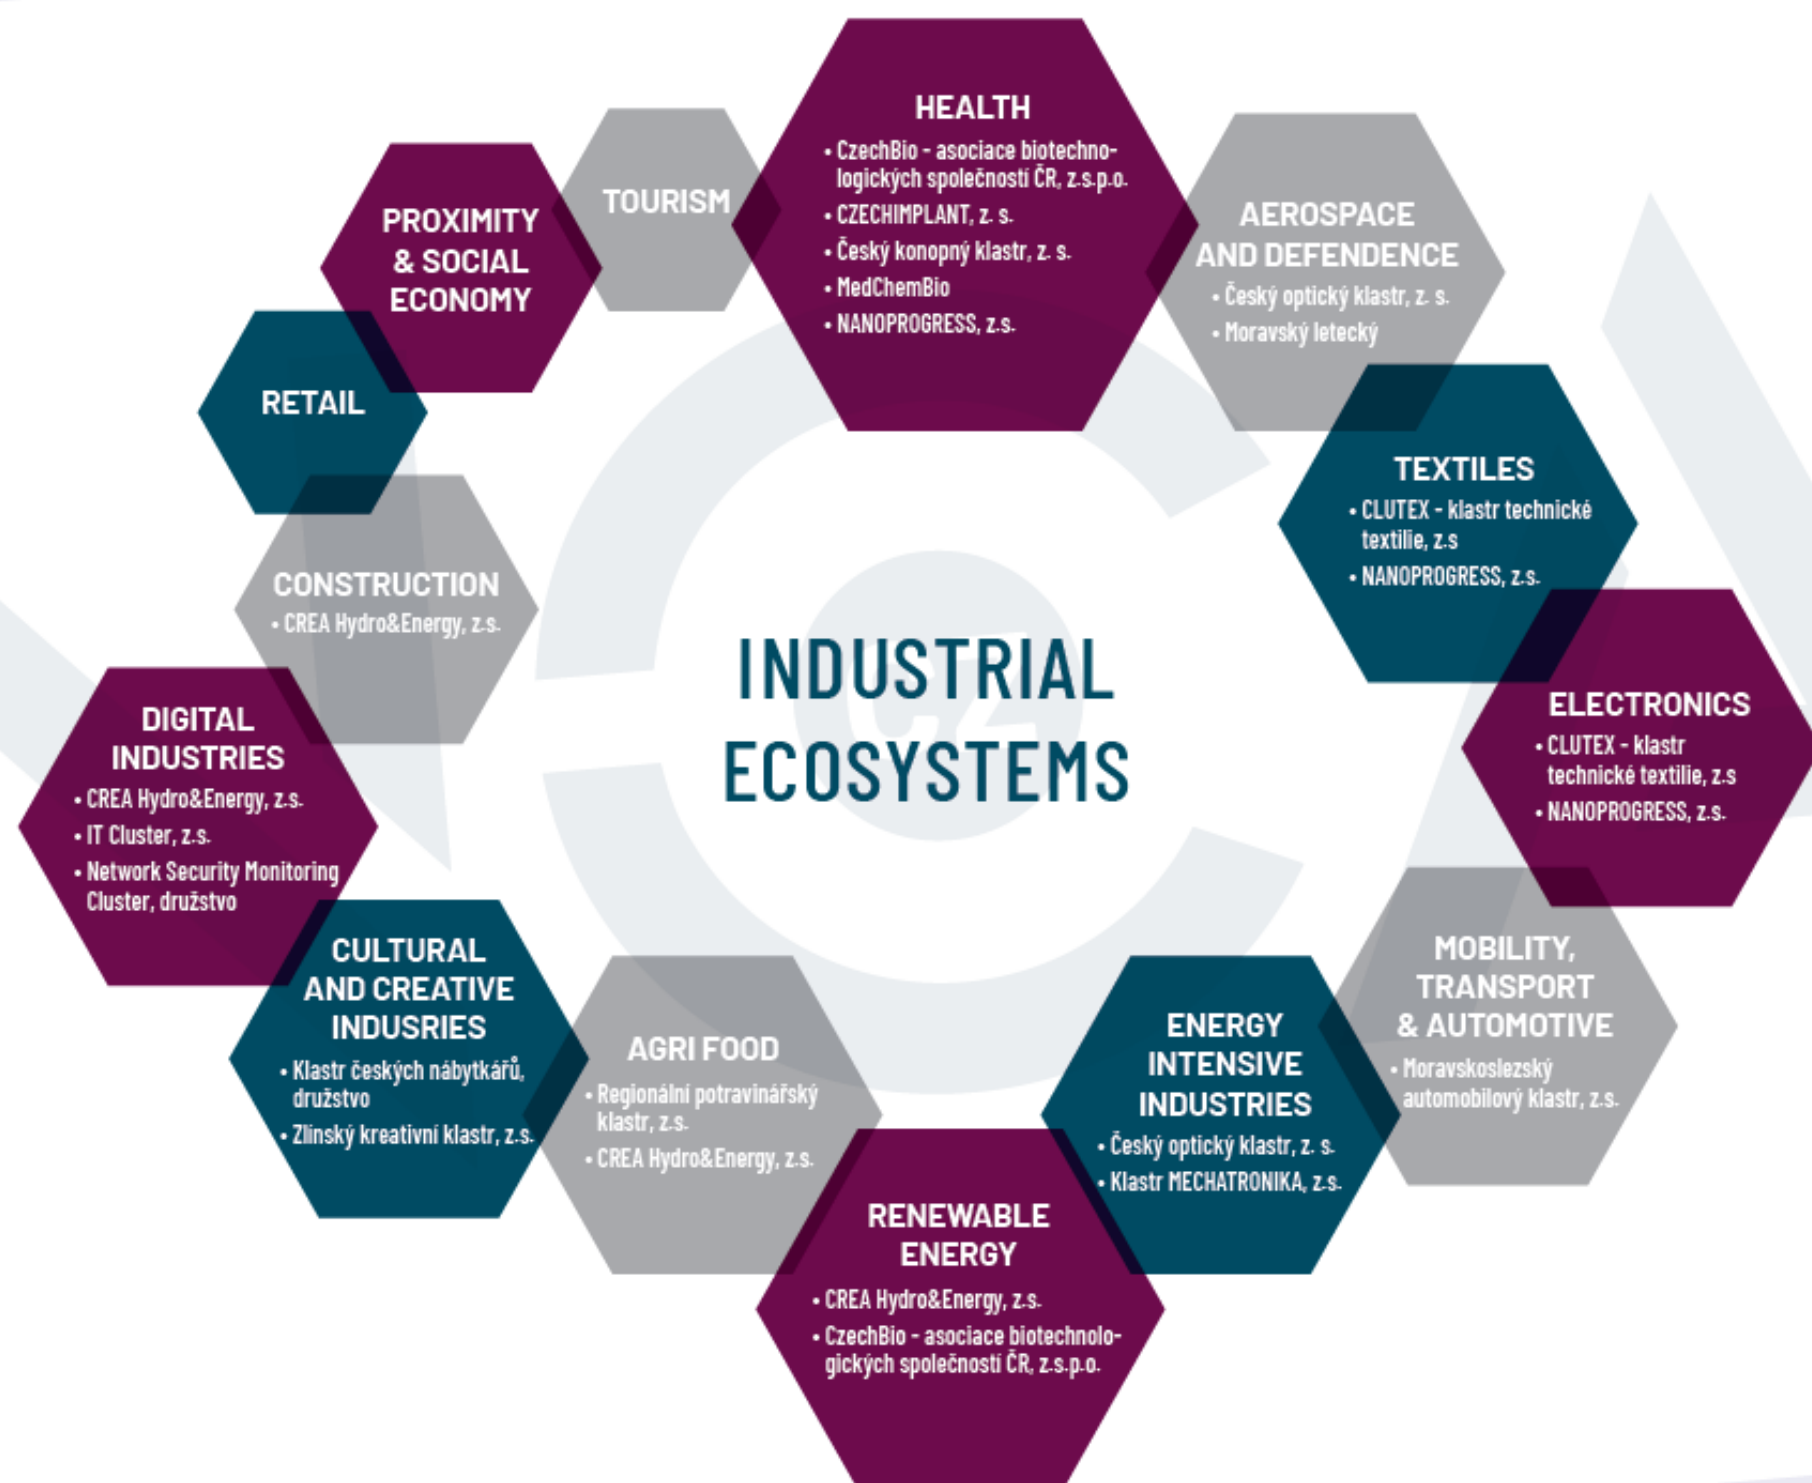 HEALTH
• CzechBio - asociace biotechno-
logických společností ČR, z.s.p.o.
• CZECHIMPLANT, z. s.
• Český konopný klastr, z. s.
• MedChemBio
• NANOPROGRESS, z.s.
TOURISM
PROXIMITY
& SOCIAL
ECONOMY
AEROSPACE
AND DEFENDENCE
• Český optický klastr, z. s.
• Moravský letecký
RETAIL
TEXTILES
• CLUTEX - klastr technické
textilie, z.s
• NANOPROGRESS, z.s.
CONSTRUCTION
• CREA Hydro&Energy, z.s.
INDUSTRIAL
ECOSYSTEMS
CZ
ELECTRONICS
• CLUTEX - klastr
technické textilie, z.s
• NANOPROGRESS, z.s.
DIGITAL
INDUSTRIES
• CREA Hydro&Energy, z.s.
• IT Cluster, z.s.
• Network Security Monitoring
Cluster, družstvo
CULTURAL
AND CREATIVE
INDUSRIES
• Klastr českých nábytkářů,
družstvo
• Zlínský kreativní klastr, z.s.
AGRI FOOD
• Regionální potravinářský
klastr, z.s.
• CREA Hydro&Energy, z.s.
ENERGY
INTENSIVE
INDUSTRIES
• Český optický klastr, z. s.
• Klastr MECHATRONIKA, z.s.
MOBILITY,
TRANSPORT
& AUTOMOTIVE
• Moravskoslezský
automobilový klastr, z.s.
RENEWABLE
ENERGY
• CREA Hydro&Energy, z.s.
• CzechBio - asociace biotechnolo-
gických společností ČR, z.s.p.o.